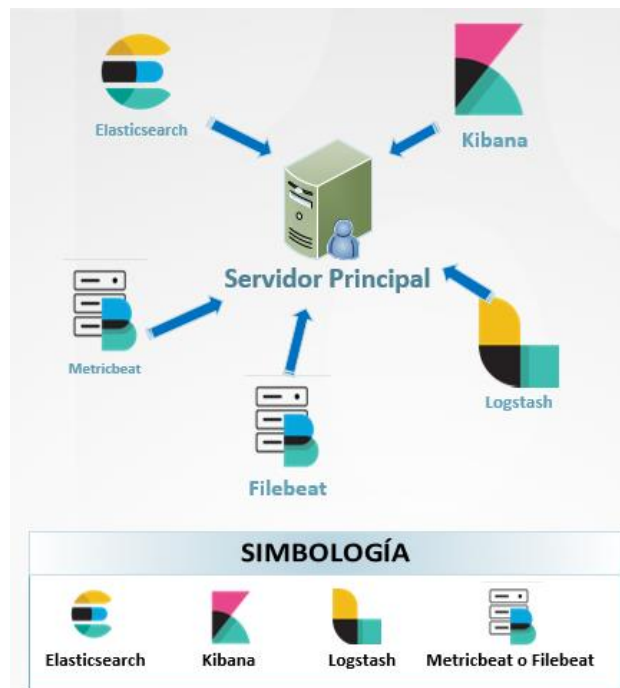 Elasticsearch
Kibana
Servidor Principal
Metricbeat
Logstash
Filebeat
SIMBOLOGÍA
Elasticsearch
Kibana
Logstash
Metricbeat o Filebeat